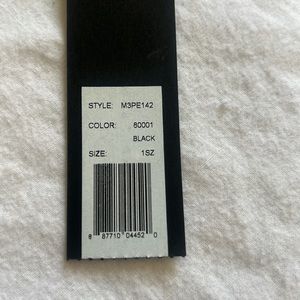 STYLE: M3PE142
COLOR: 60001
BLACK
SIZE: 1SZ
8 87710 04452 0